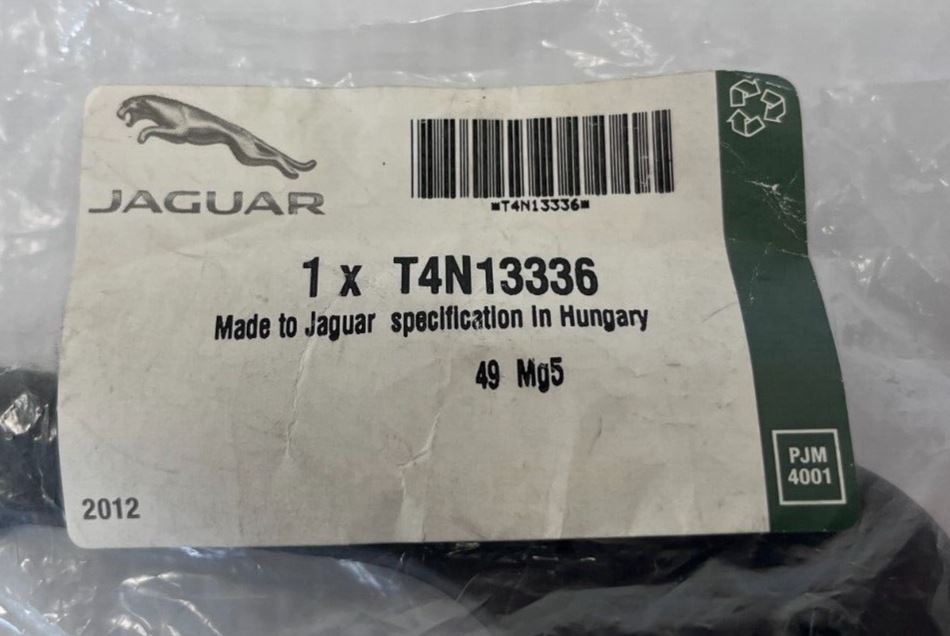 JAGUAR
*T4N13336*
1 x T4N13336
Made to Jaguar specification In Hungary
49 Mg5
2012
PJM
4001